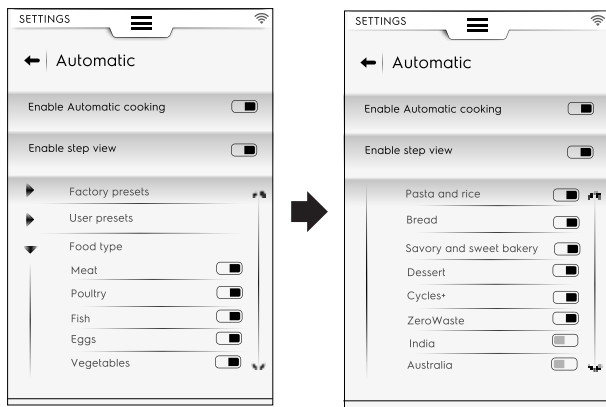 SETTINGS
Automatic
Enable Automatic cooking
Enable step view
Factory presets
User presets
Food type
Meat
Poultry
Fish
Eggs
Vegetables
SETTINGS
Automatic
Enable Automatic cooking
Enable step view
Pasta and rice
Bread
Savory and sweet bakery
Dessert
Cycles+
ZeroWaste
India
Australia